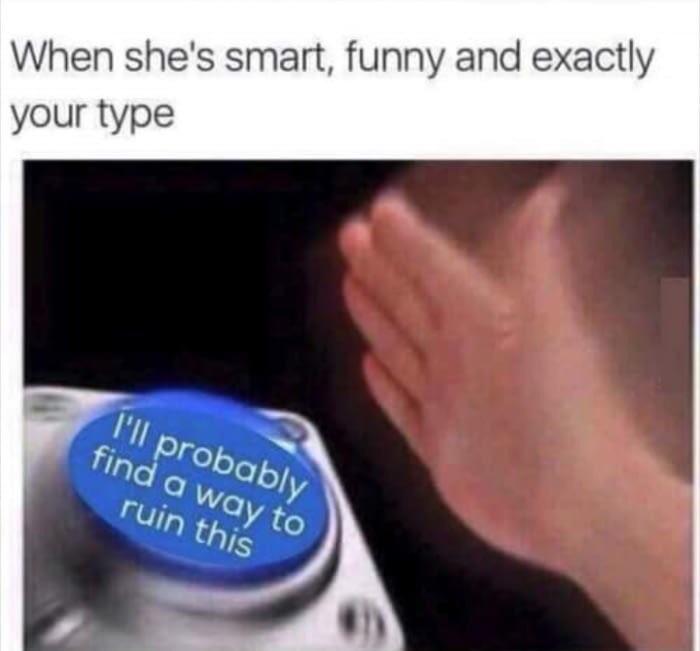 When she's smart, funny and exactly
your type
I'll probably
find a way to
ruin this